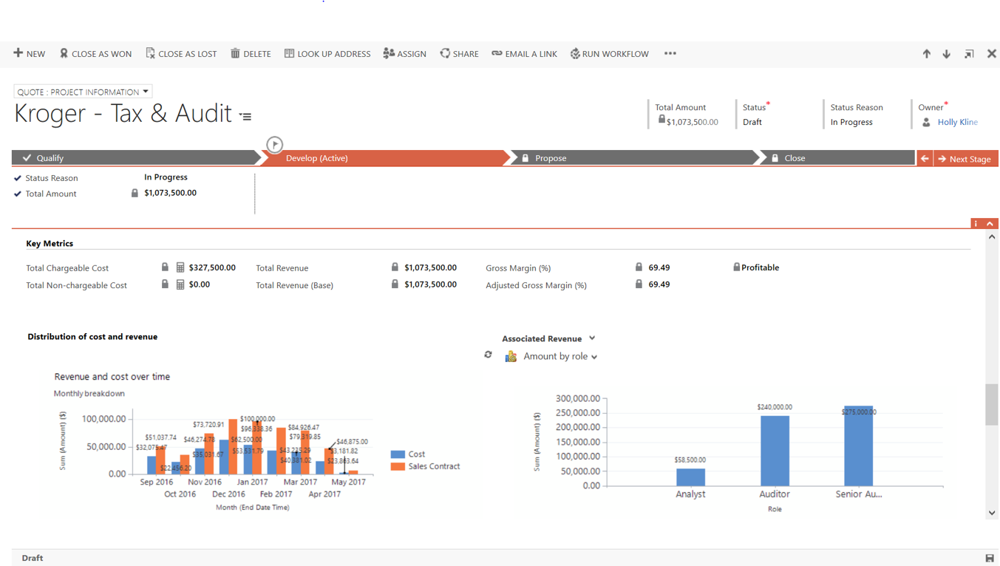 NEW CLOSE AS WON CLOSE AS LOST DELETE LOOK UP ADDRESS ASSIGN SHARE EMAIL A LINK RUN WORKFLOW •••
QUOTE : PROJECT INFORMATION
Kroger - Tax & Audit
Total Amount Status* Status Reason Owner*
$1,073,500.00 Draft In Progress Holly Kline
Qualify Develop (Active) Propose Close Next Stage
Status Reason In Progress
Total Amount $1,073,500.00
Key Metrics
Total Chargeable Cost $327,500.00 Total Revenue $1,073,500.00 Gross Margin (%) 69.49 Profitable
Total Non-chargeable Cost $0.00 Total Revenue (Base) $1,073,500.00 Adjusted Gross Margin (%) 69.49
Distribution of cost and revenue
Revenue and cost over time
Monthly breakdown
Sum (Amount) ($)
100,000.00
50,000.00
0.00
$51,037.74
$32,075.47
$22,456.20
$73,720.91
$46,274.78
$35,031.67
$100,000.00
$96,338.36
$62,500.00
$53,531.79
$84,926.47
$79,319.85
$43,235.29
$40,381.02
$46,875.00
$3,181.82
$23,863.64
Sep 2016 Nov 2016 Jan 2017 Mar 2017 May 2017
Oct 2016 Dec 2016 Feb 2017 Apr 2017
Month (End Date Time)
Cost
Sales Contract
Associated Revenue
Amount by role
Sum (Amount) ($)
300,000.00
250,000.00
200,000.00
150,000.00
100,000.00
50,000.00
0.00
$58,500.00
$240,000.00
$275,000.00
Analyst Auditor Senior Au...
Role
Draft